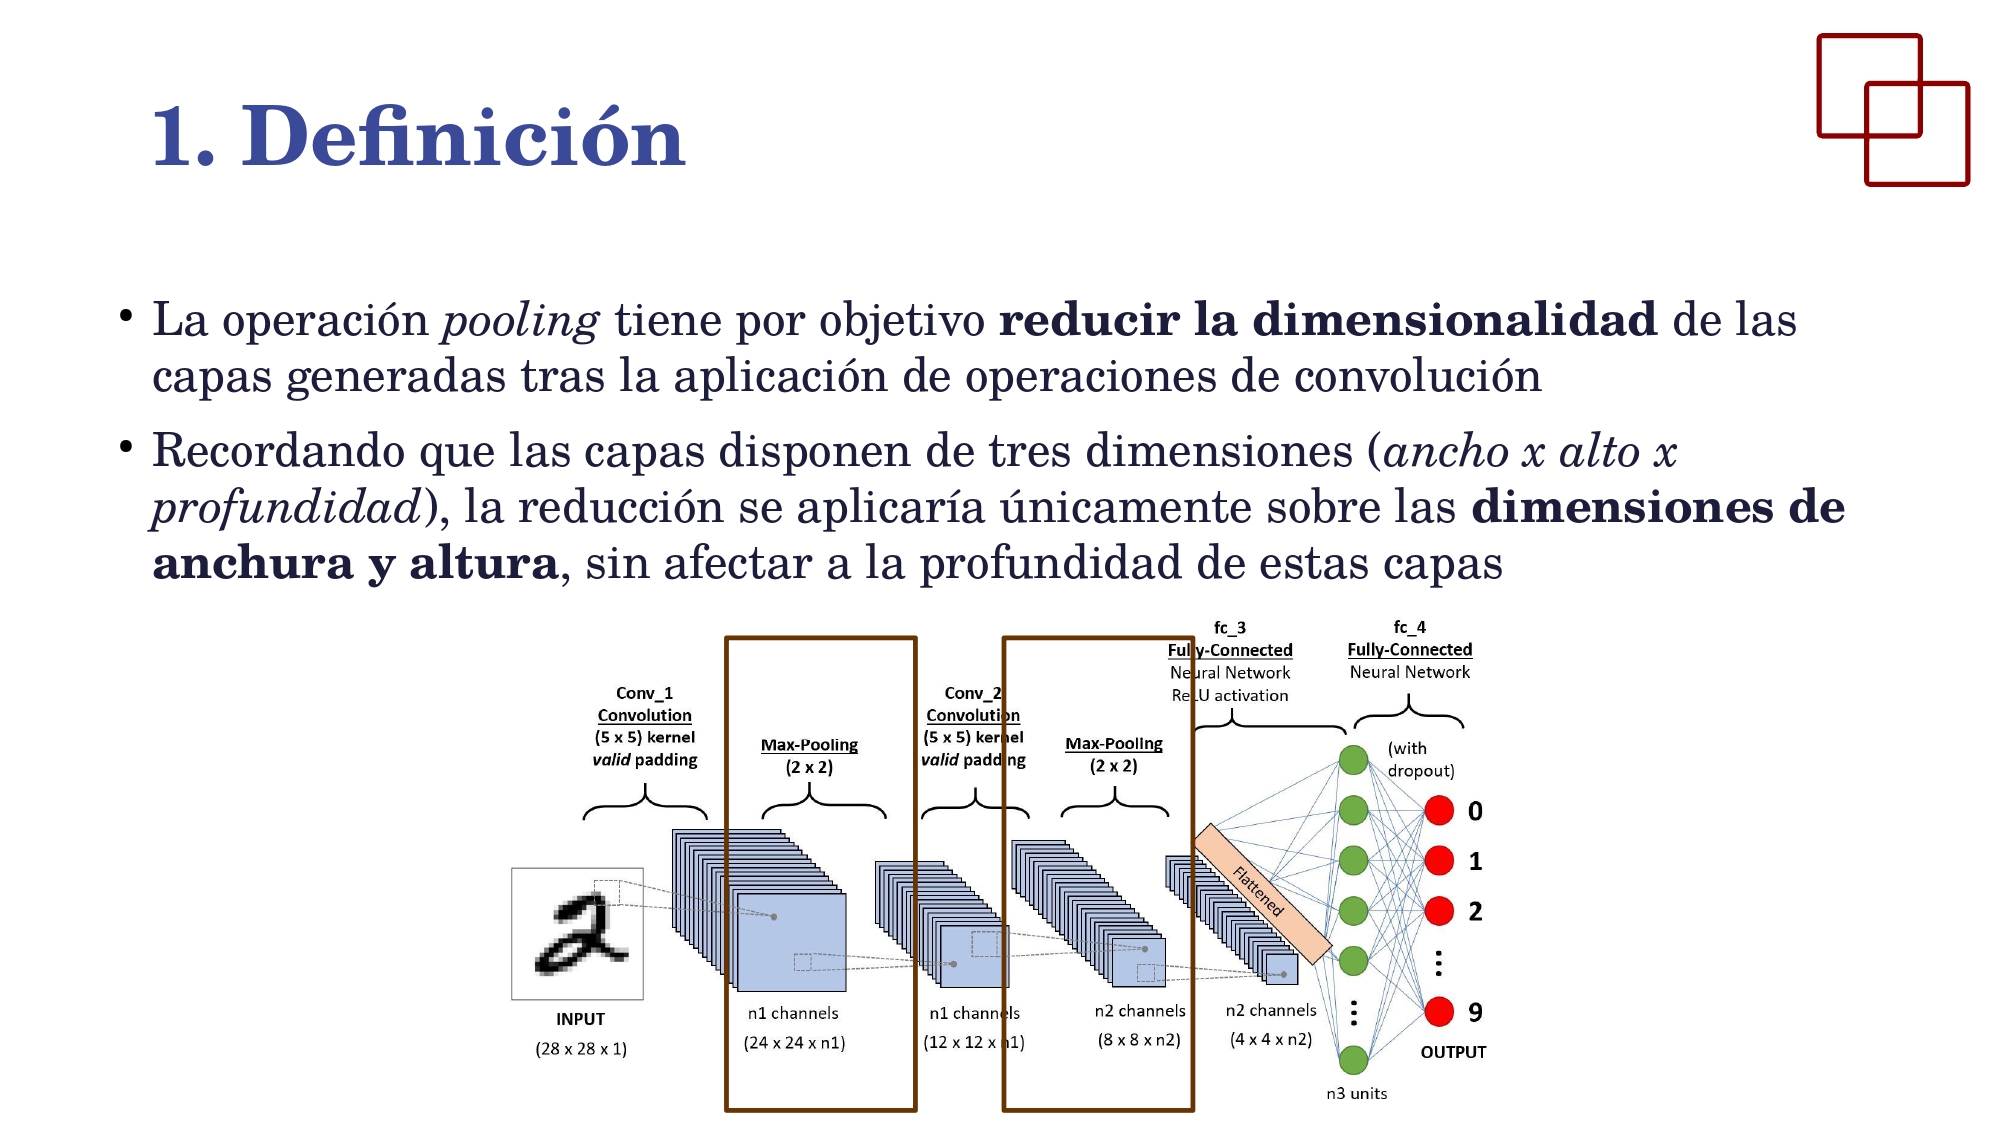 1. Definición
• La operación pooling tiene por objetivo reducir la dimensionalidad de las
capas generadas tras la aplicación de operaciones de convolución
• Recordando que las capas disponen de tres dimensiones (ancho x alto x
profundidad), la reducción se aplicaría únicamente sobre las dimensiones de
anchura y altura, sin afectar a la profundidad de estas capas
Conv_1
Convolution
(5 x 5) kernel
valid padding
Max-Pooling
(2 x 2)
Conv_2
Convolution
(5 x 5) kernel
valid padding
Max-Pooling
(2 x 2)
fc_3
Fully-Connected
Neural Network
ReLU activation
fc_4
Fully-Connected
Neural Network
(with
dropout)
Flattened
0
1
2
⋮
9
⋮
INPUT
(28 x 28 x 1)
n1 channels
(24 x 24 x n1)
n1 channels
(12 x 12 x n1)
n2 channels
(8 x 8 x n2)
n2 channels
(4 x 4 x n2)
OUTPUT
n3 units